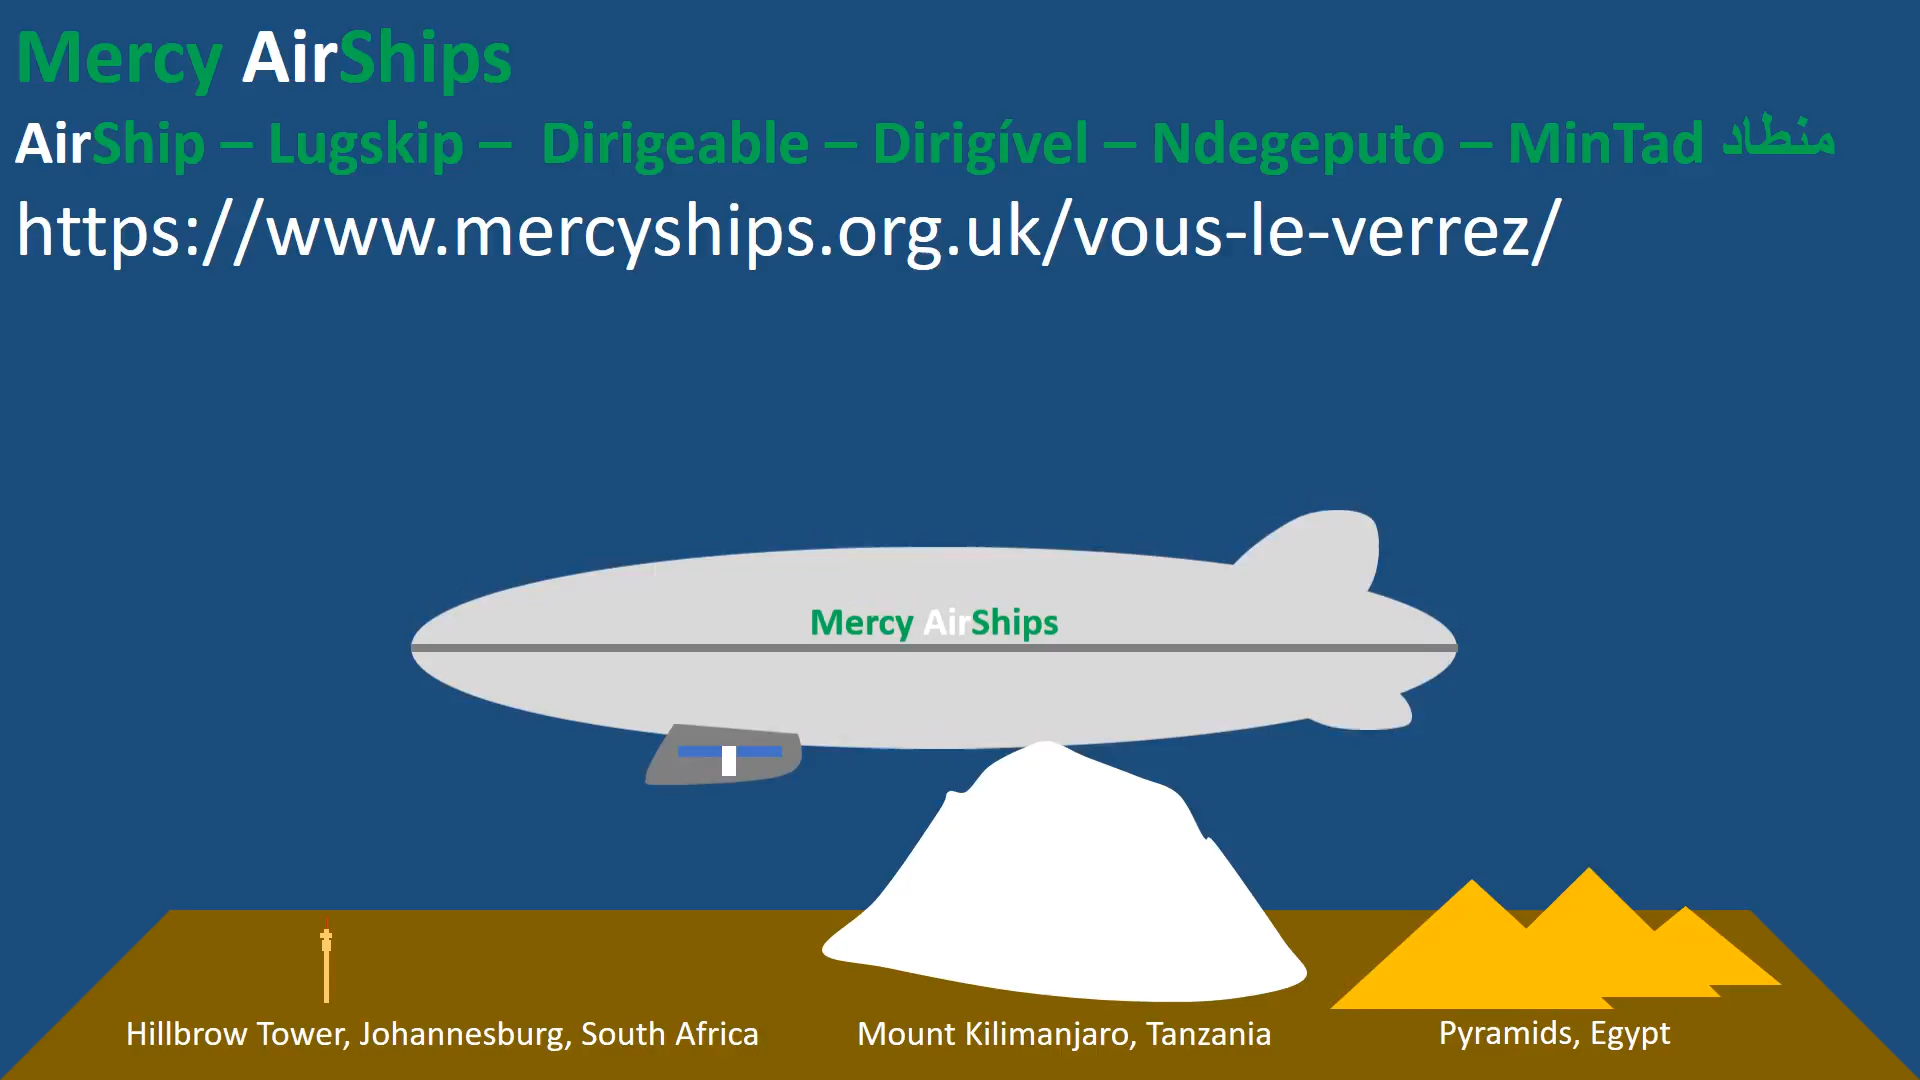 Mercy AirShips
AirShip – Lugskip – Dirigeable – Dirigível – Ndegeputo – MinTad منطاد
https://www.mercyships.org.uk/vous-le-verrez/
Mercy AirShips
Hillbrow Tower, Johannesburg, South Africa
Mount Kilimanjaro, Tanzania
Pyramids, Egypt